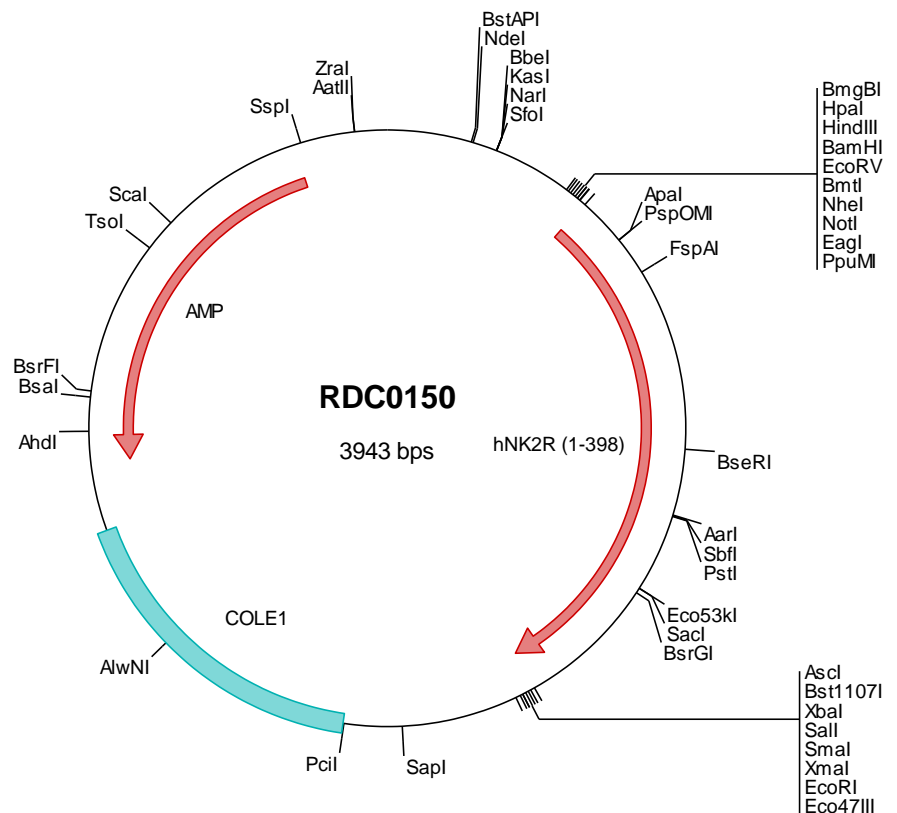 BstAPI
NdeI
BbeI
KasI
NarI
SfoI
ZraI
AatII
SspI
ScaI
TsoI
BsrFI
BsaI
AhdI
AMP
RDC0150
3943 bps
hNK2R (1-398)
BmgBI
HpaI
HindIII
BamHI
EcoRV
BmtI
NheI
NotI
EagI
PpuMI
ApaI
PspOMI
FspAI
BseRI
AarI
SbfI
PstI
Eco53kI
SacI
BsrGI
COLE1
AlwNI
PciI
SapI
AscI
Bst1107I
XbaI
SalI
SmaI
XmaI
EcoRI
Eco47III